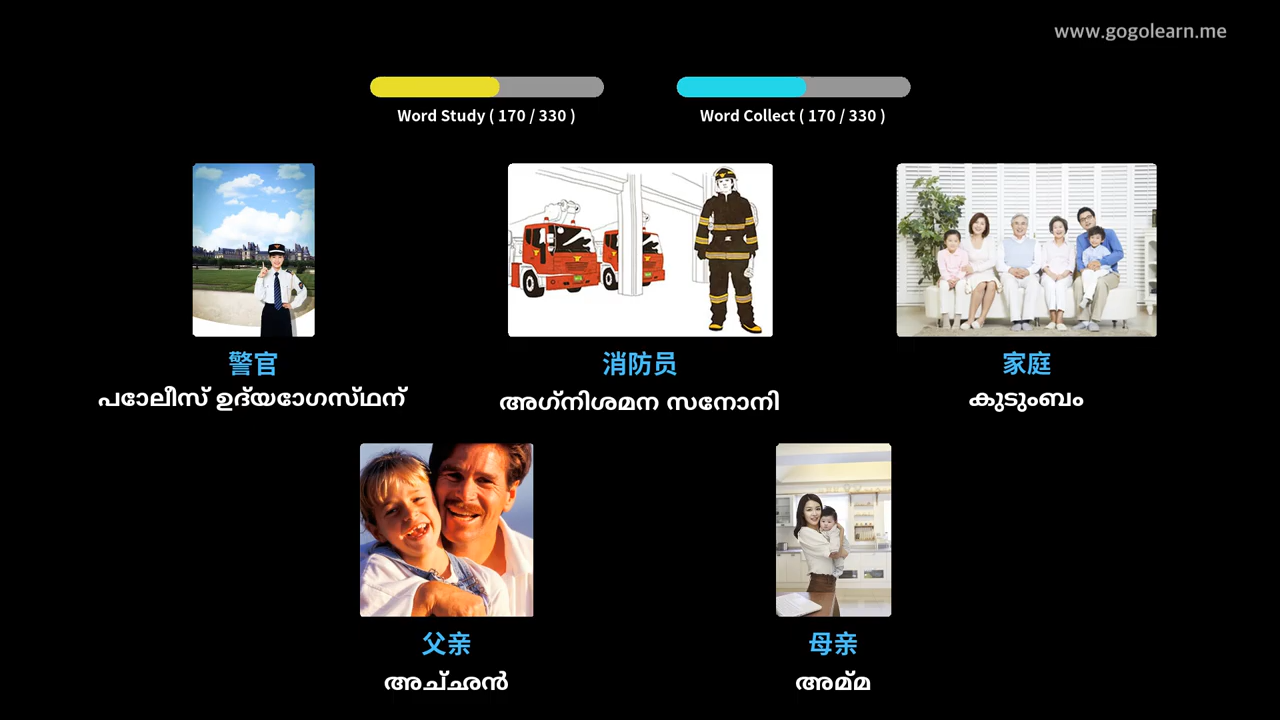 www.gogolearn.me
Word Study ( 170 / 330 )
Word Collect ( 170 / 330 )
警官
消防员
家庭
പോലീസ് ഉദ്യോഗസ്ഥന്
അഗ്നിശമന സനോനി
കുടുംബം
父亲
母亲
അച്ഛൻ
അമ്മ